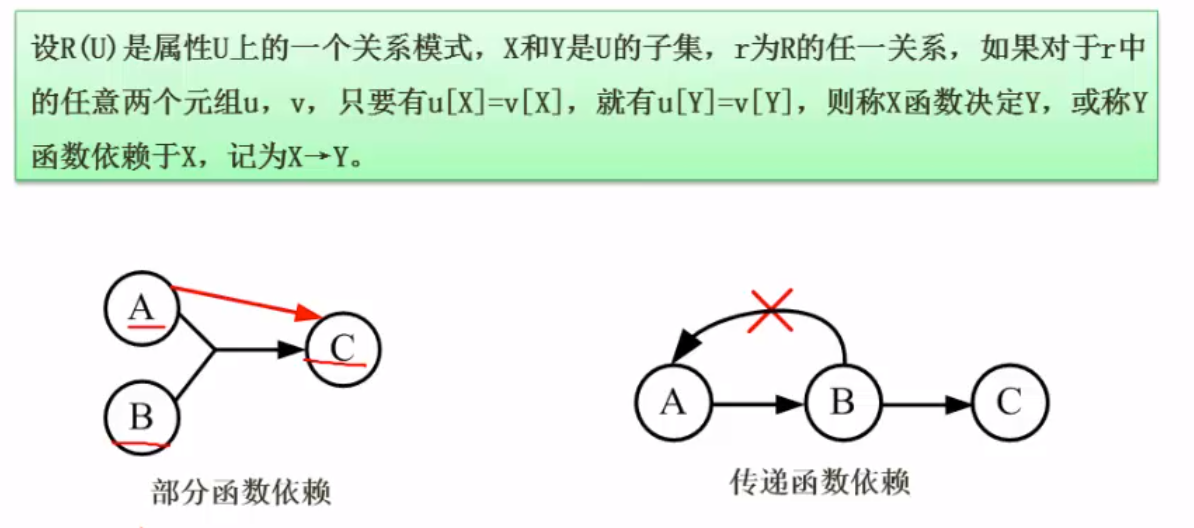 设R(U)是属性U上的一个关系模式，X和Y是U的子集，r为R的任一关系，如果对于r中
的任意两个元组u，v，只要有u[X]=v[X]，就有u[Y]=v[Y]，则称X函数决定Y，或称Y
函数依赖于X，记为X→Y。
A
C
B
部分函数依赖
A
B
C
传递函数依赖